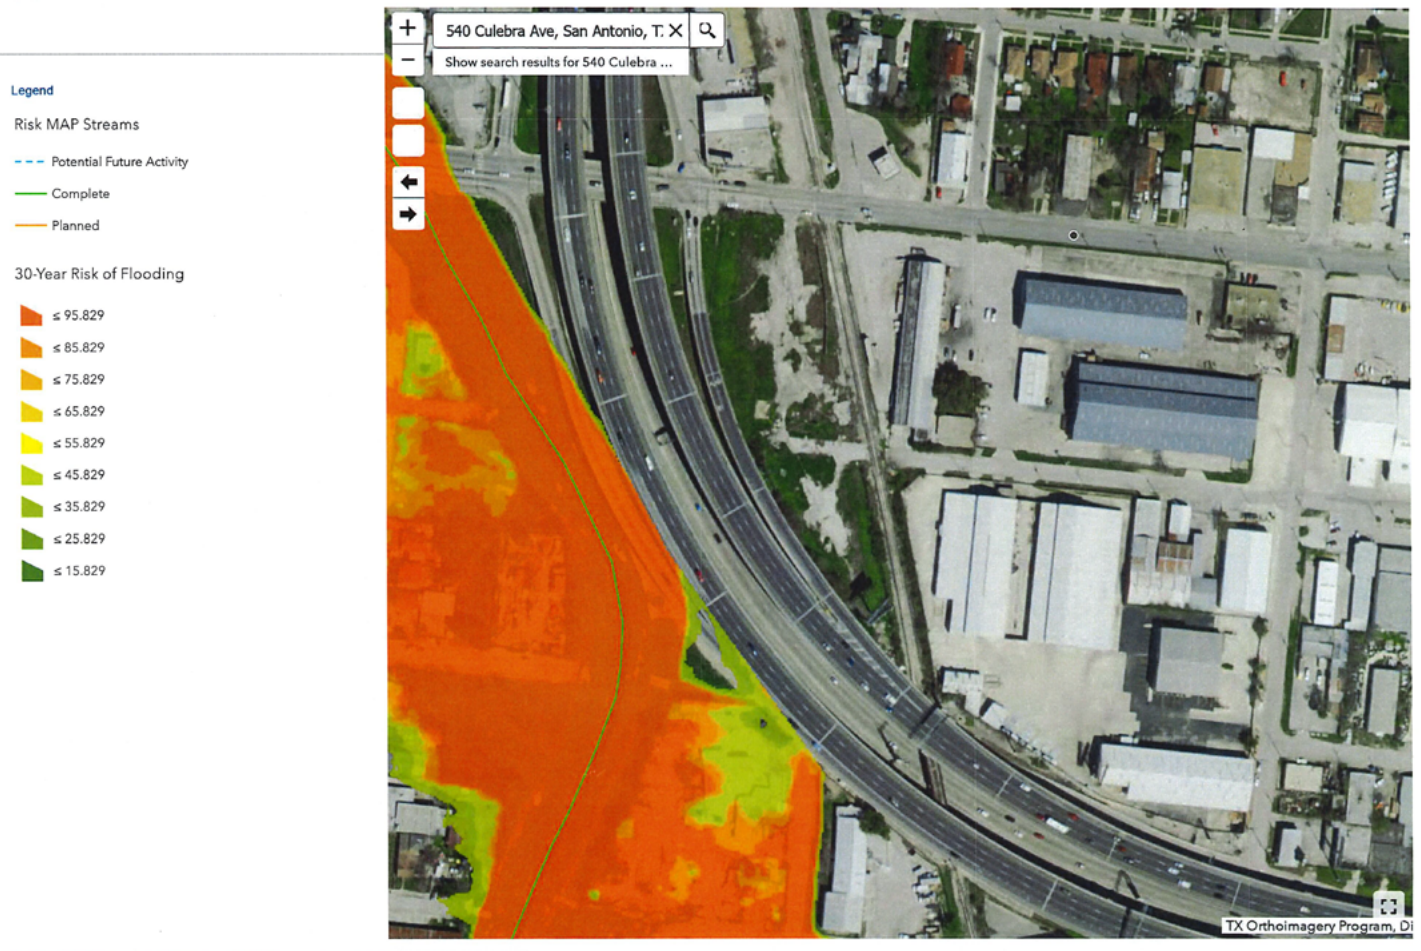 540 Culebra Ave, San Antonio, T.
Show search results for 540 Culebra ...
Legend
Risk MAP Streams
Potential Future Activity
Complete
Planned
30-Year Risk of Flooding
≤ 95.829
≤ 85.829
≤ 75.829
≤ 65.829
≤ 55.829
≤ 45.829
≤ 35.829
≤ 25.829
≤ 15.829
TX Orthoimagery Program, Di